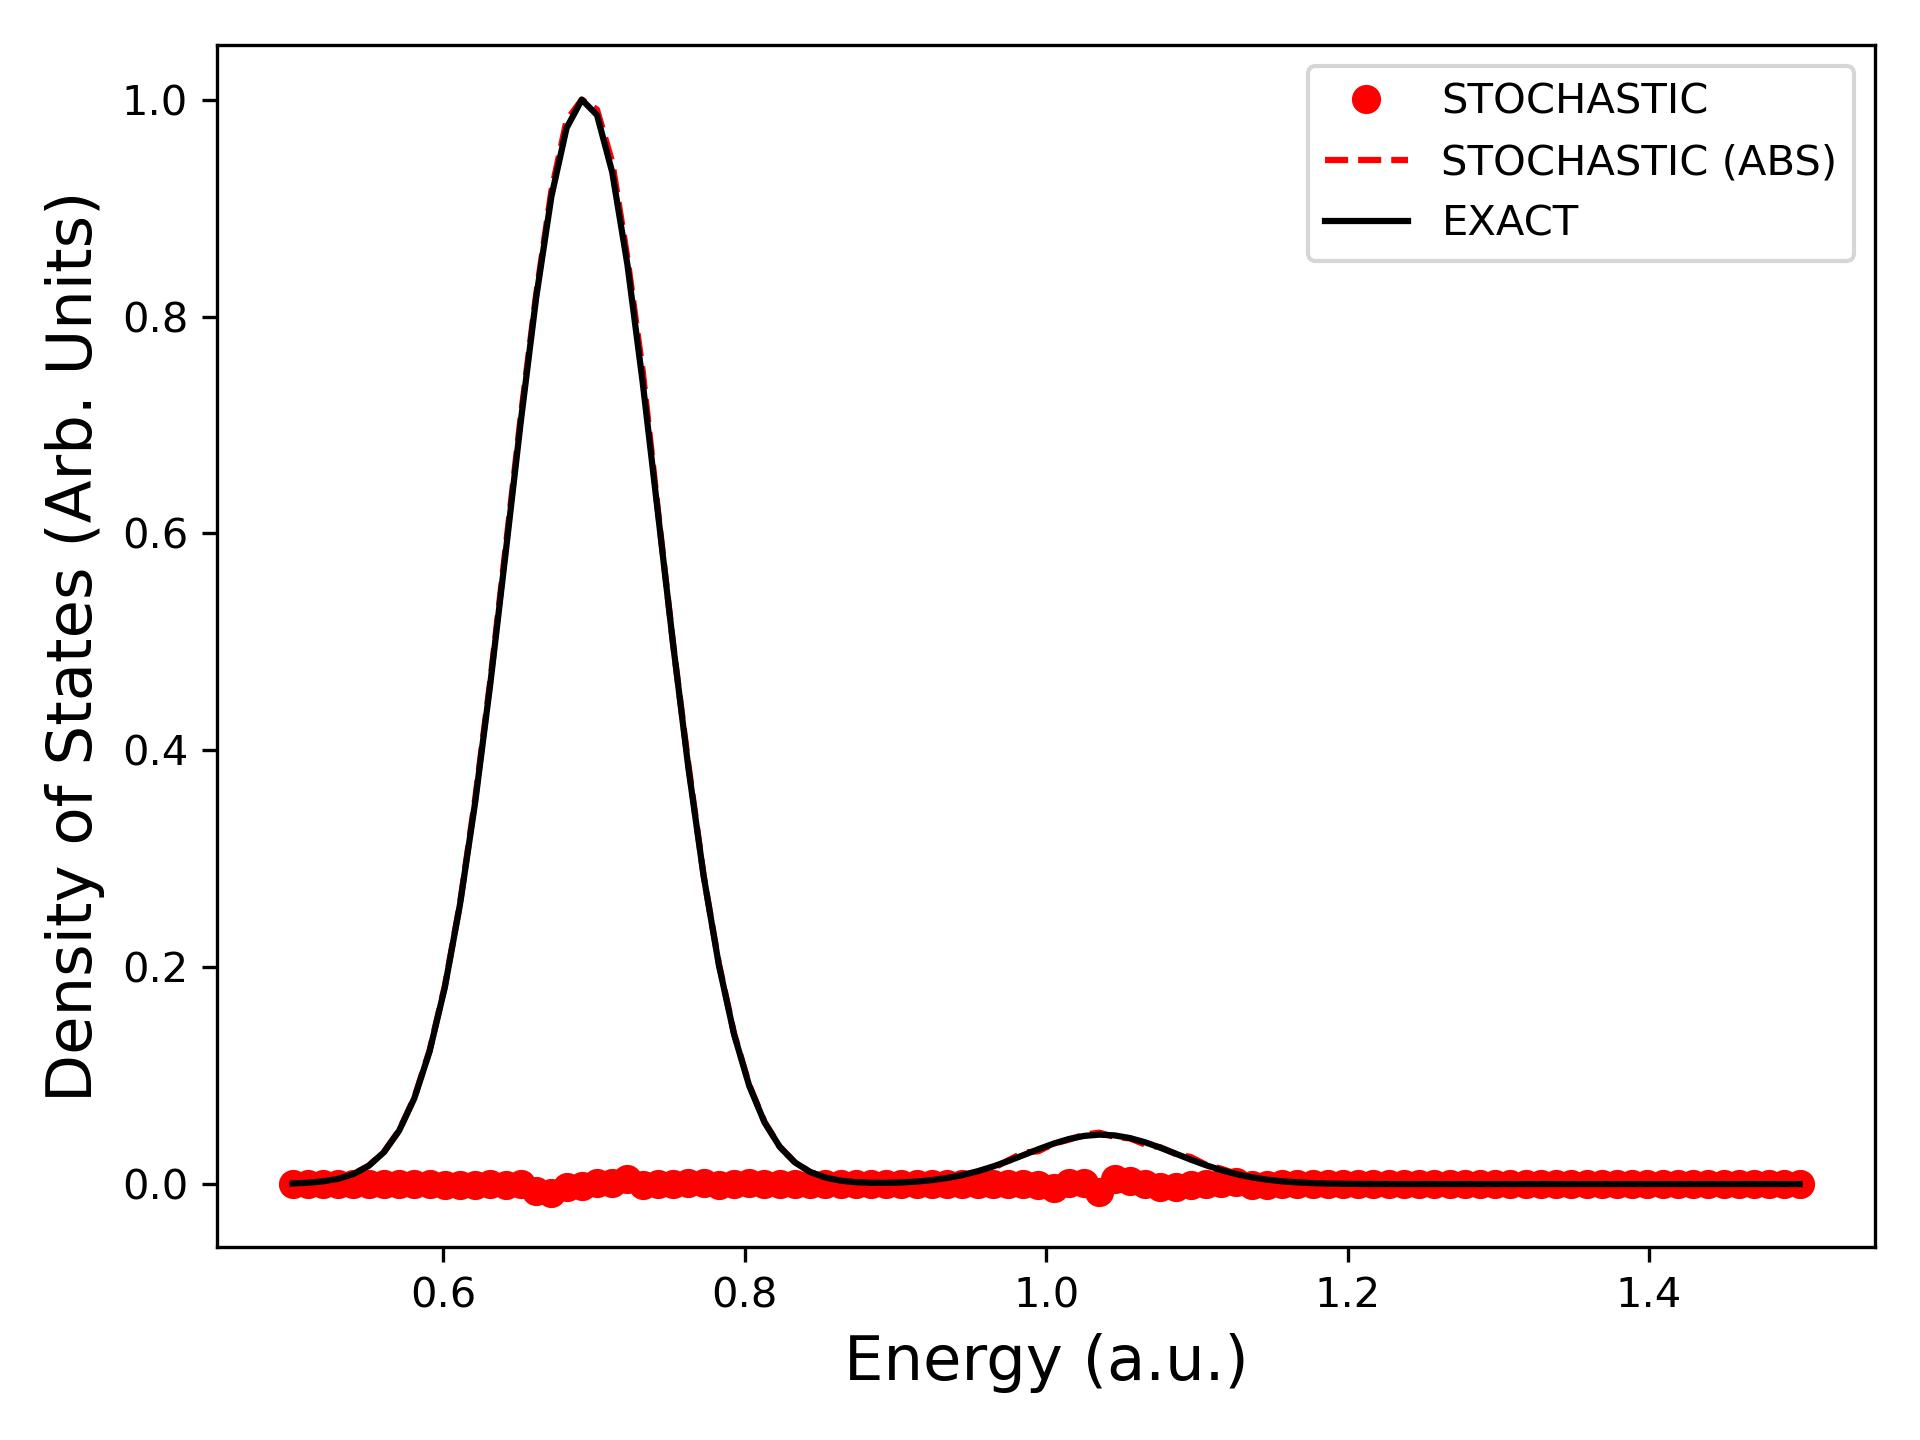 STOCHASTIC
STOCHASTIC (ABS)
EXACT
Density of States (Arb. Units)
1.0
0.8
0.6
0.4
0.2
0.0
0.6 0.8 1.0 1.2 1.4
Energy (a.u.)